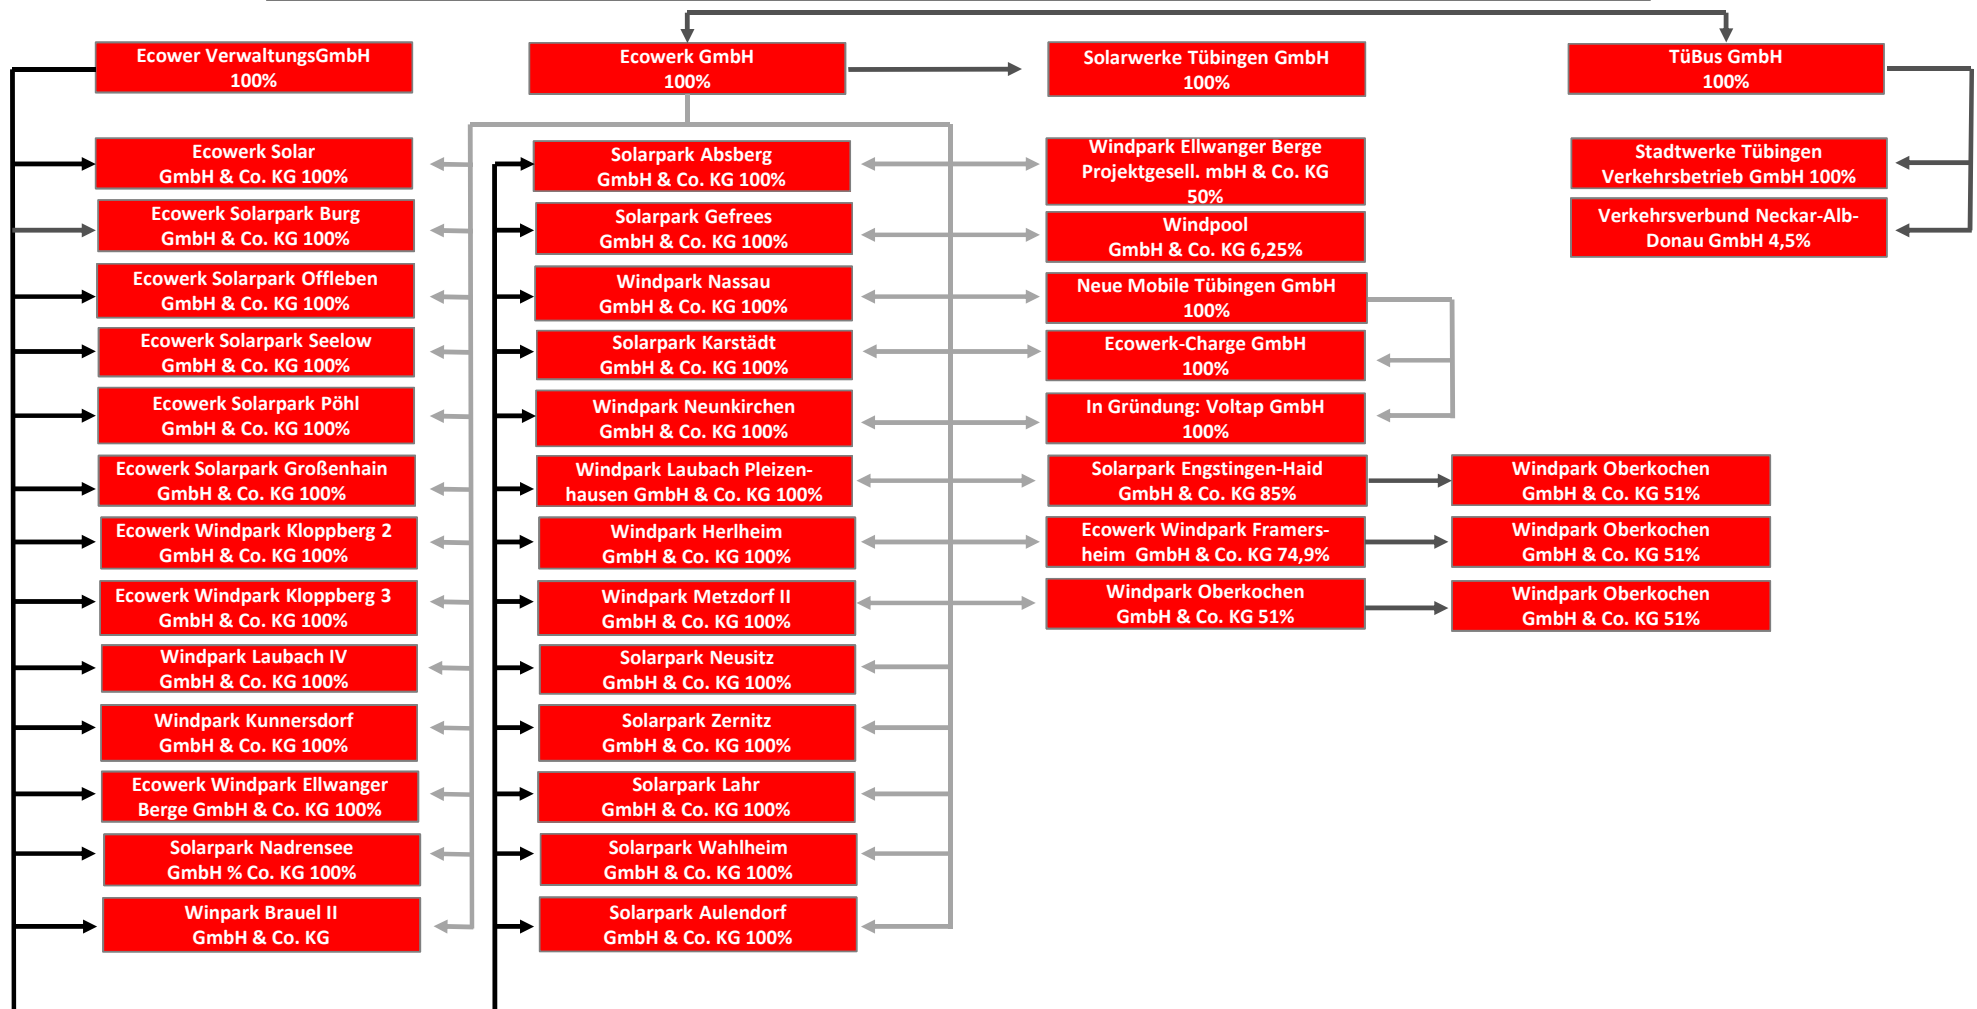 Ecower VerwaltungsGmbH
100%
Ecowerk GmbH
100%
Solarwerke Tübingen GmbH
100%
TüBus GmbH
100%
Ecowerk Solar
GmbH & Co. KG 100%
Ecowerk Solarpark Burg
GmbH & Co. KG 100%
Ecowerk Solarpark Offleben
GmbH & Co. KG 100%
Ecowerk Solarpark Seelow
GmbH & Co. KG 100%
Ecowerk Solarpark Pöhl
GmbH & Co. KG 100%
Ecowerk Solarpark Großenhain
GmbH & Co. KG 100%
Ecowerk Windpark Kloppberg 2
GmbH & Co. KG 100%
Ecowerk Windpark Kloppberg 3
GmbH & Co. KG 100%
Windpark Laubach IV
GmbH & Co. KG 100%
Windpark Kunnersdorf
GmbH & Co. KG 100%
Ecowerk Windpark Ellwanger
Berge GmbH & Co. KG 100%
Solarpark Nadrensee
GmbH % Co. KG 100%
Winpark Brauel II
GmbH & Co. KG
Solarpark Absberg
GmbH & Co. KG 100%
Solarpark Gefrees
GmbH & Co. KG 100%
Windpark Nassau
GmbH & Co. KG 100%
Solarpark Karstädt
GmbH & Co. KG 100%
Windpark Neunkirchen
GmbH & Co. KG 100%
Windpark Laubach Pleizen-
hausen GmbH & Co. KG 100%
Windpark Herlheim
GmbH & Co. KG 100%
Windpark Metzdorf II
GmbH & Co. KG 100%
Solarpark Neusitz
GmbH & Co. KG 100%
Solarpark Zernitz
GmbH & Co. KG 100%
Solarpark Lahr
GmbH & Co. KG 100%
Solarpark Wahlheim
GmbH & Co. KG 100%
Solarpark Aulendorf
GmbH & Co. KG 100%
Windpark Ellwanger Berge
Projektgesell. mbH & Co. KG
50%
Windpool
GmbH & Co. KG 6,25%
Neue Mobile Tübingen GmbH
100%
Ecowerk-Charge GmbH
100%
In Gründung: Voltap GmbH
100%
Solarpark Engstingen-Haid
GmbH & Co. KG 85%
Ecowerk Windpark Framers-
heim GmbH & Co. KG 74,9%
Windpark Oberkochen
GmbH & Co. KG 51%
Windpark Oberkochen
GmbH & Co. KG 51%
Windpark Oberkochen
GmbH & Co. KG 51%
Windpark Oberkochen
GmbH & Co. KG 51%
Stadtwerke Tübingen
Verkehrsbetrieb GmbH 100%
Verkehrsverbund Neckar-Alb-
Donau GmbH 4,5%